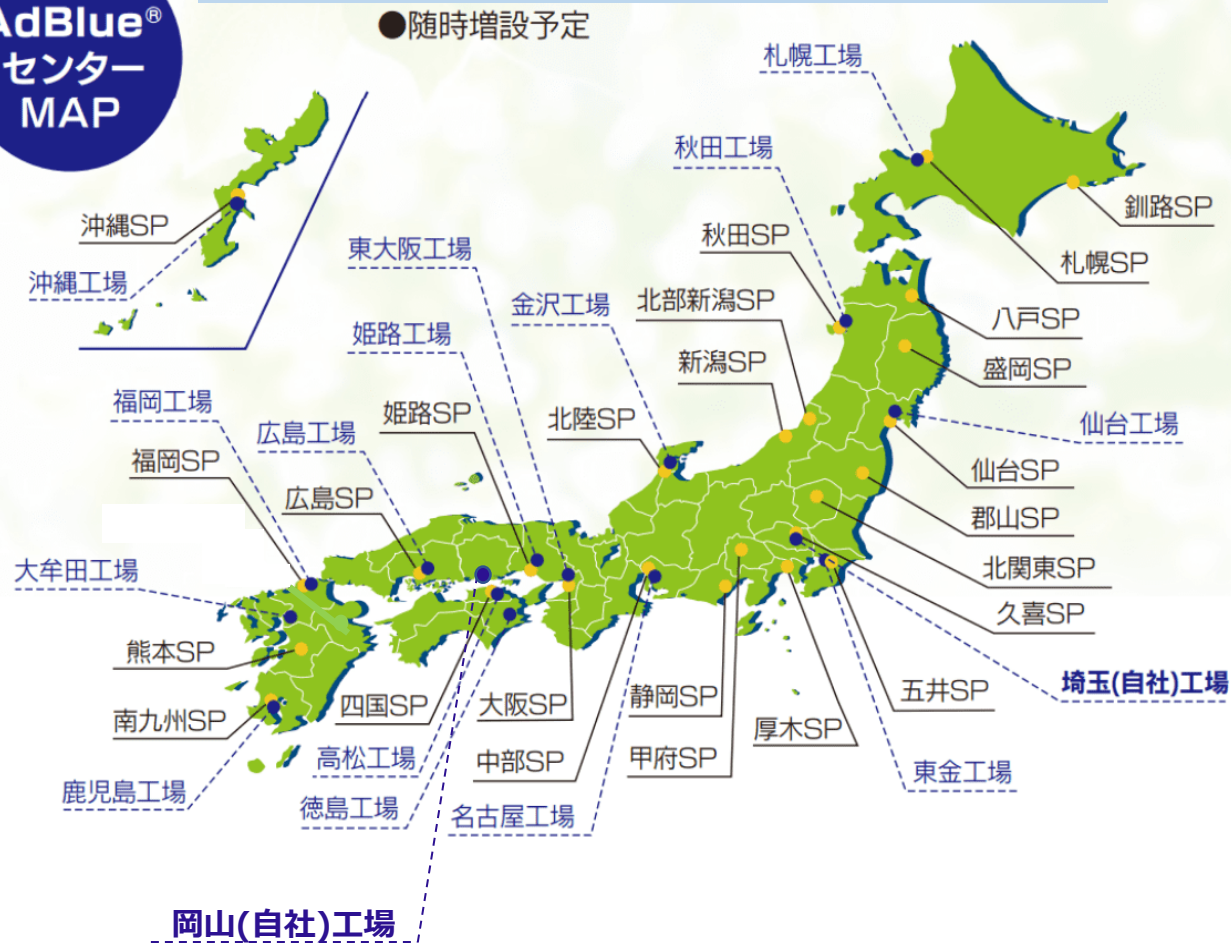 AdBlue®
センター
MAP
●随時増設予定
札幌工場
秋田工場
釧路SP
沖縄SP
秋田SP
東大阪工場
札幌SP
沖縄工場
金沢工場
北部新潟SP
八戸SP
姫路工場
新潟SP
盛岡SP
福岡工場
姫路SP
北陸SP
仙台工場
広島工場
福岡SP
仙台SP
広島SP
郡山SP
大牟田工場
北関東SP
久喜SP
熊本SP
埼玉(自社)工場
五井SP
静岡SP
四国SP
大阪SP
南九州SP
厚木SP
高松工場
中部SP
甲府SP
東金工場
鹿児島工場
徳島工場
名古屋工場
岡山(自社)工場